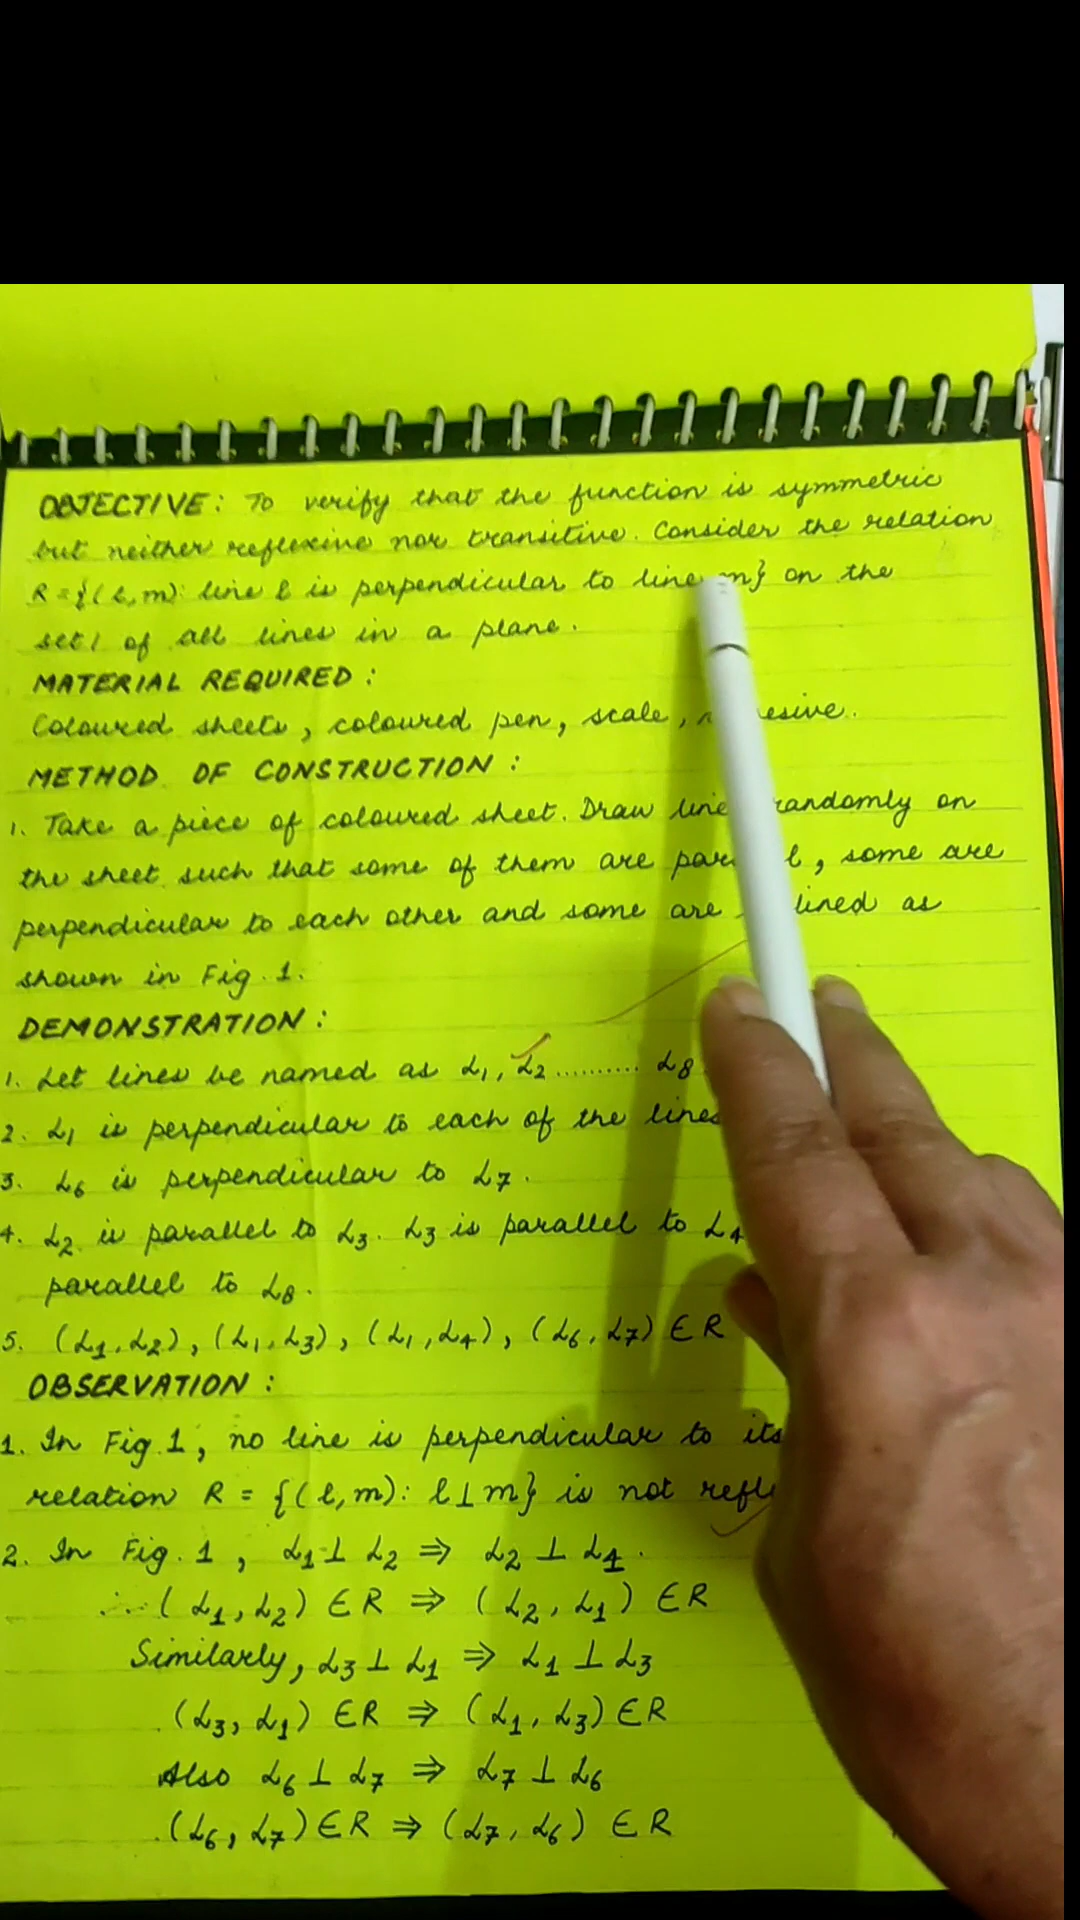 OBJECTIVE: To verify that the function is symmetric
but neither reflexive nor transitive. Consider the relation
R = {(l, m): line l is perpendicular to line m} on the
set l of all lines in a plane.
MATERIAL REQUIRED:
Coloured sheets, coloured pen, scale,
METHOD OF CONSTRUCTION:
1. Take a piece of coloured sheet. Draw randomly on
the sheet such that some of them are some are
perpendicular to each other and some are as
shown in Fig. 1.
DEMONSTRATION:
1. Let lines be named as L1, L2 .......... L8
2. L1 is perpendicular to each of the lines
3. L6 is perpendicular to L7.
4. L2 is parallel to L3. L3 is parallel to L4
parallel to L8.
5. (L1, L2), (L1, L3), (L1, L4), (L6, L7) ∈ R
OBSERVATION:
1. In Fig. 1, no line is perpendicular to
relation R = {(l, m): l ⊥ m} is not
2. In Fig. 1, L1 ⊥ L2 ⇒ L2 ⊥ L1.
∴ (L1, L2) ∈ R ⇒ (L2, L1) ∈ R
Similarly, L3 ⊥ L1 ⇒ L1 ⊥ L3
(L3, L1) ∈ R ⇒ (L1, L3) ∈ R
Also L6 ⊥ L7 ⇒ L7 ⊥ L6
(L6, L7) ∈ R ⇒ (L7, L6) ∈ R